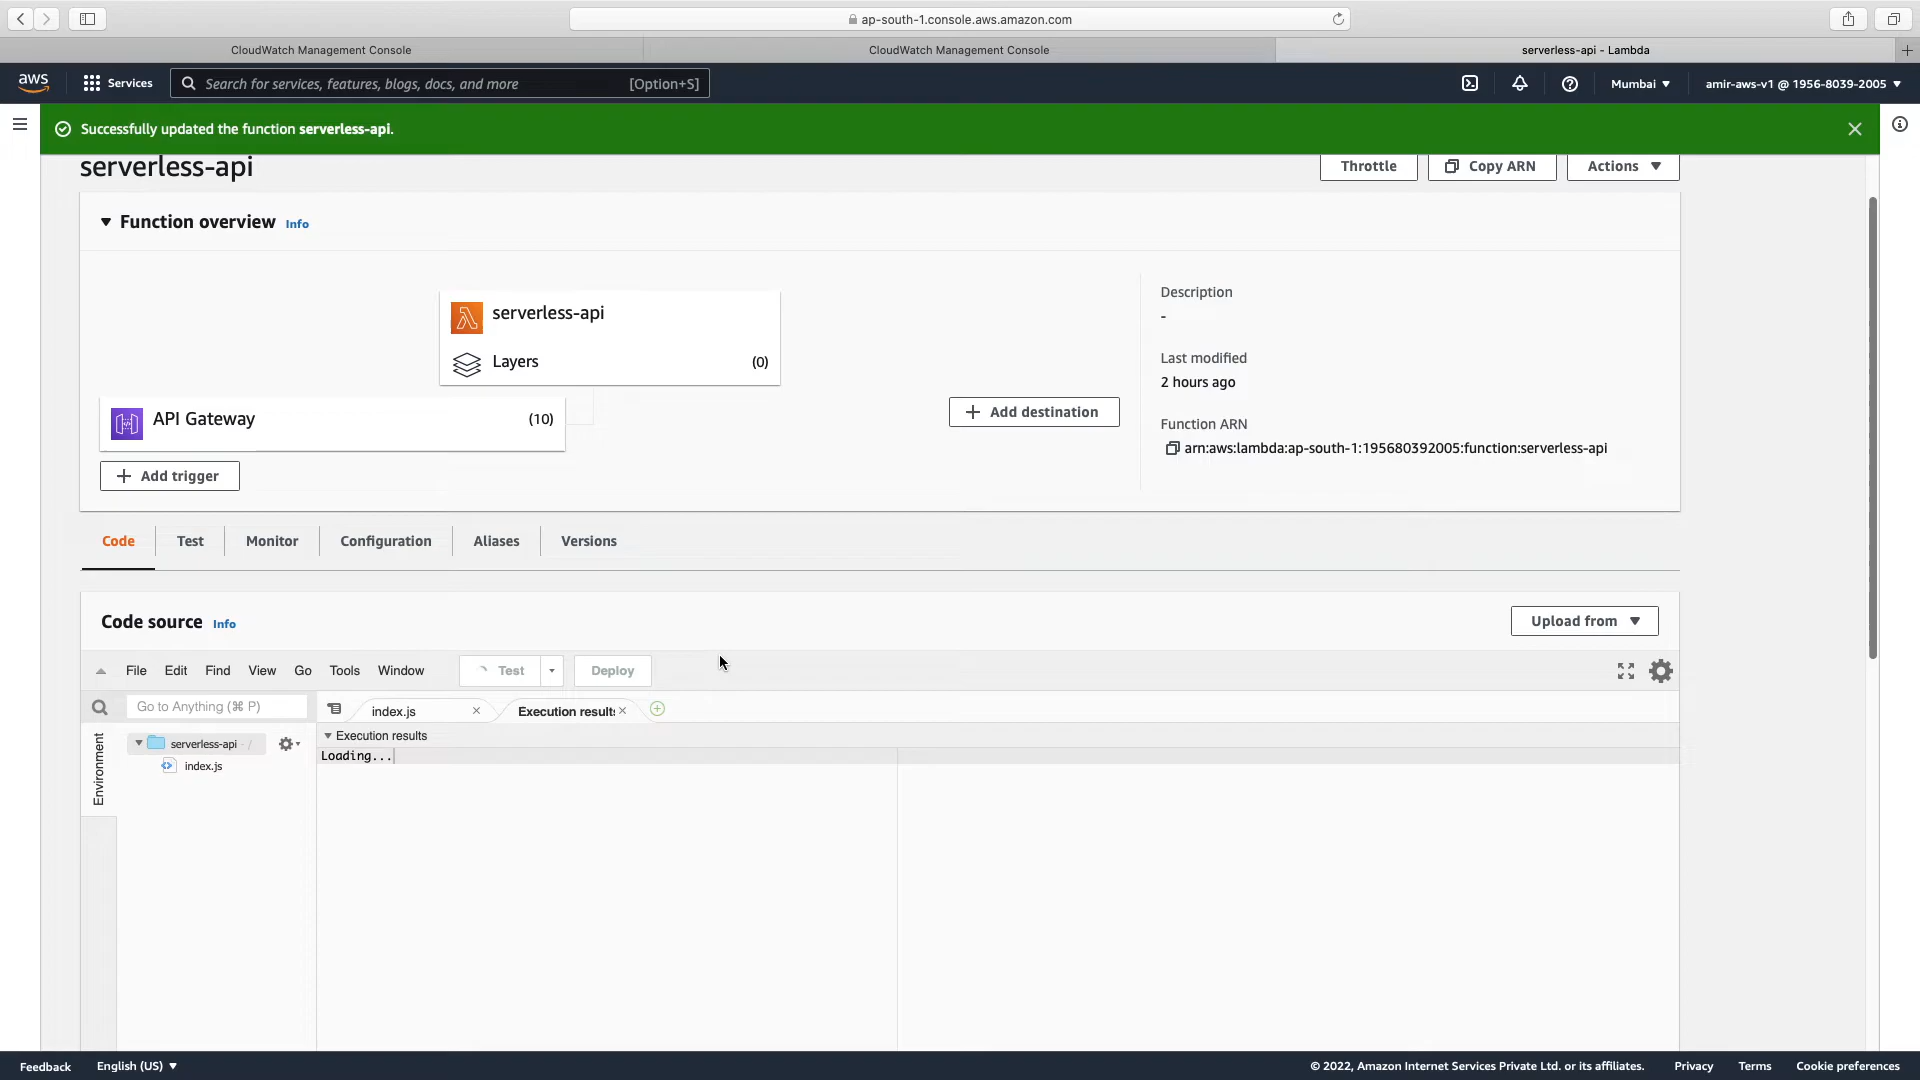 ap-south-1.console.aws.amazon.com
CloudWatch Management Console
CloudWatch Management Console
serverless-api - Lambda
aws
Services
Search for services, features, blogs, docs, and more
[Option+S]
Mumbai
amir-aws-v1 @ 1956-8039-2005
Successfully updated the function serverless-api.
serverless-api
Throttle
Copy ARN
Actions
Function overview
Info
serverless-api
Layers
(0)
API Gateway
(10)
Add trigger
Add destination
Description
-
Last modified
2 hours ago
Function ARN
arn:aws:lambda:ap-south-1:195680392005:function:serverless-api
Code
Test
Monitor
Configuration
Aliases
Versions
Code source
Info
Upload from
File
Edit
Find
View
Go
Tools
Window
Test
Deploy
Go to Anything (⌘ P)
index.js
Execution results
Environment
serverless-api - /
index.js
Execution results
Loading...
Feedback
English (US)
© 2022, Amazon Internet Services Private Ltd. or its affiliates.
Privacy
Terms
Cookie preferences